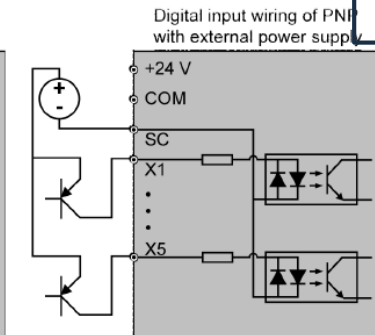 Digital input wiring of PNP
with external power supply
+24 V
COM
SC
X1
X5
+
-